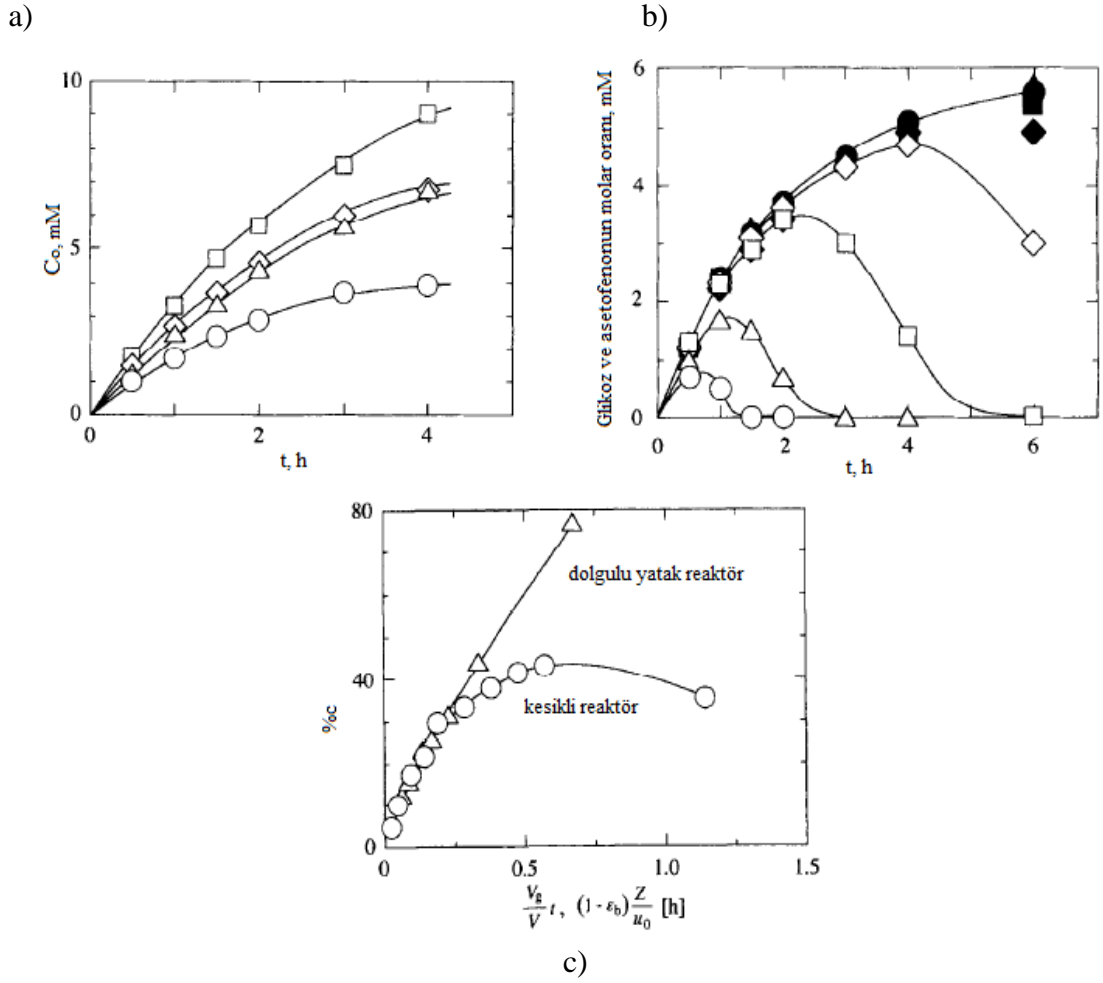 a)
b)
10
5
0
Cₒ, mM
0 2 4
t, h
6
4
2
0
Glikoz ve asetofenonun molar oranı, mM
0 2 4 6
t, h
80
40
0
%c
dolgulu yatak reaktör
kesikli reaktör
0 0.5 1.0 1.5
V_g/V t, (1 - ε_b) Z/u_0 [h]
c)